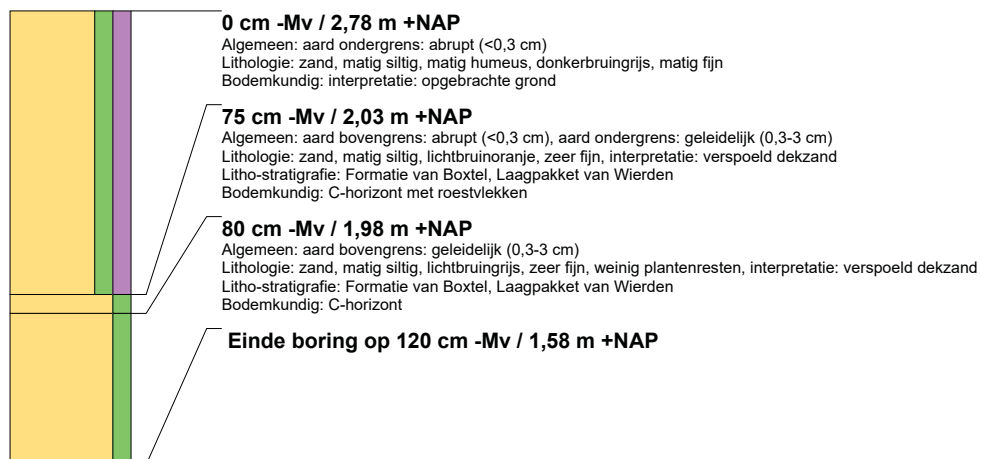 0 cm -Mv / 2,78 m +NAP
Algemeen: aard ondergrens: abrupt (<0,3 cm)
Lithologie: zand, matig siltig, matig humeus, donkerbruingrijs, matig fijn
Bodemkundig: interpretatie: opgebrachte grond
75 cm -Mv / 2,03 m +NAP
Algemeen: aard bovengrens: abrupt (<0,3 cm), aard ondergrens: geleidelijk (0,3-3 cm)
Lithologie: zand, matig siltig, lichtbruinoranje, zeer fijn, interpretatie: verspoeld dekzand
Litho-stratigrafie: Formatie van Boxtel, Laagpakket van Wierden
Bodemkundig: C-horizont met roestvlekken
80 cm -Mv / 1,98 m +NAP
Algemeen: aard bovengrens: geleidelijk (0,3-3 cm)
Lithologie: zand, matig siltig, lichtbruingrijs, zeer fijn, weinig plantenresten, interpretatie: verspoeld dekzand
Litho-stratigrafie: Formatie van Boxtel, Laagpakket van Wierden
Bodemkundig: C-horizont
Einde boring op 120 cm -Mv / 1,58 m +NAP